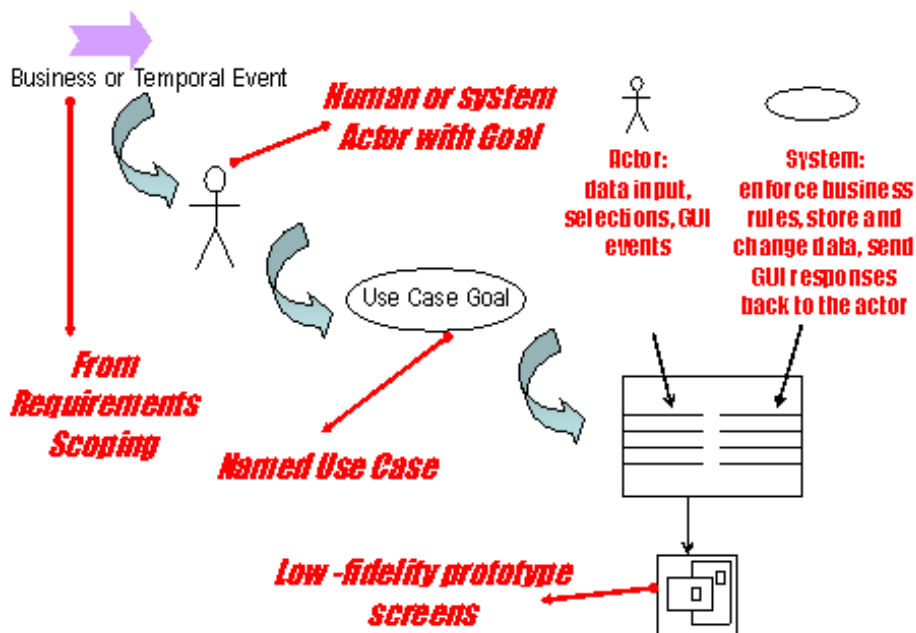 Business or Temporal Event
Human or system
Actor with Goal
Actor:
data input,
selections, GUI
events
System:
enforce business
rules, store and
change data, send
GUI responses
back to the actor
Use Case Goal
From
Requirements
Scoping
Named Use Case
Low -fidelity prototype
screens